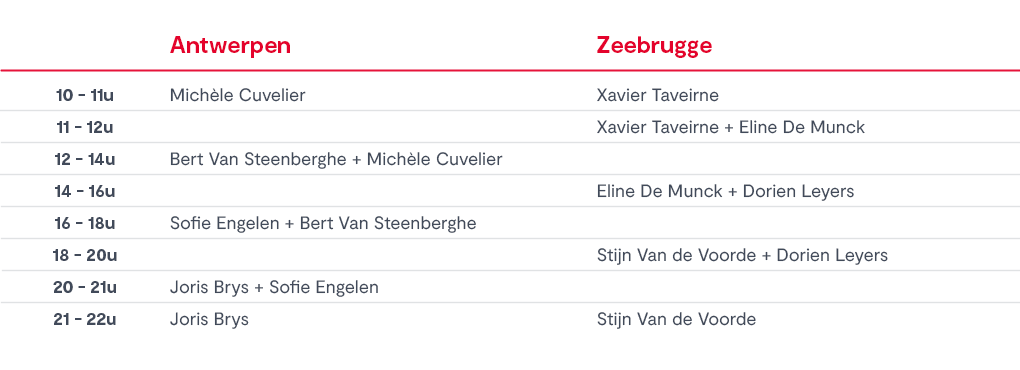 Antwerpen Zeebrugge
10 - 11u Michèle Cuvelier Xavier Taveirne
11 - 12u Xavier Taveirne + Eline De Munck
12 - 14u Bert Van Steenberghe + Michèle Cuvelier
14 - 16u Eline De Munck + Dorien Leyers
16 - 18u Sofie Engelen + Bert Van Steenberghe
18 - 20u Stijn Van de Voorde + Dorien Leyers
20 - 21u Joris Brys + Sofie Engelen
21 - 22u Joris Brys Stijn Van de Voorde